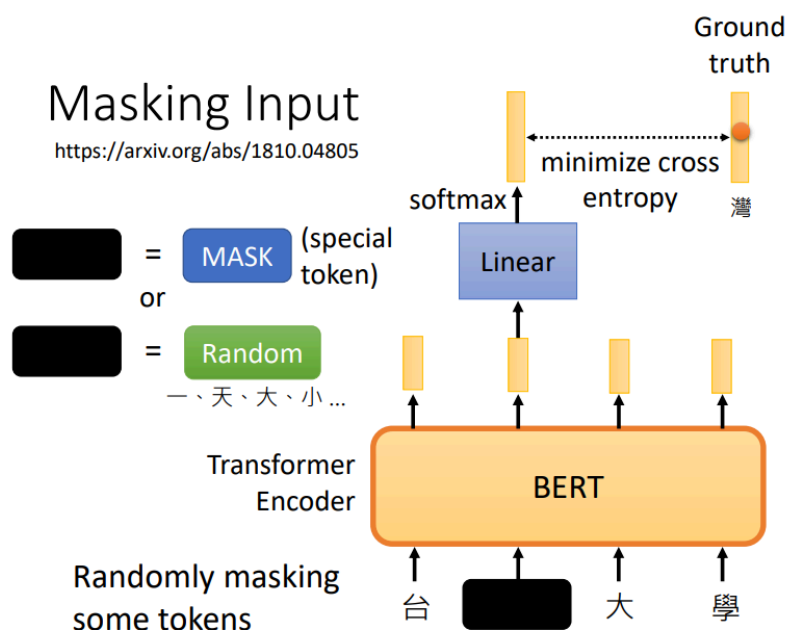 Masking Input
https://arxiv.org/abs/1810.04805
Ground
truth
minimize cross
entropy
灣
softmax
Linear
= MASK (special
token)
or
= Random
一、天、大、小 ...
Transformer
Encoder
BERT
Randomly masking
some tokens
台 大 學